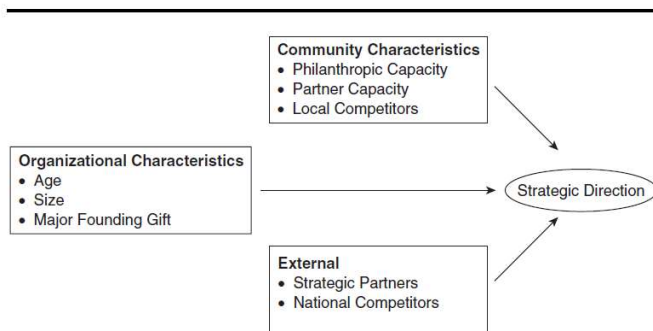 Community Characteristics
• Philanthropic Capacity
• Partner Capacity
• Local Competitors
Organizational Characteristics
• Age
• Size
• Major Founding Gift
Strategic Direction
External
• Strategic Partners
• National Competitors